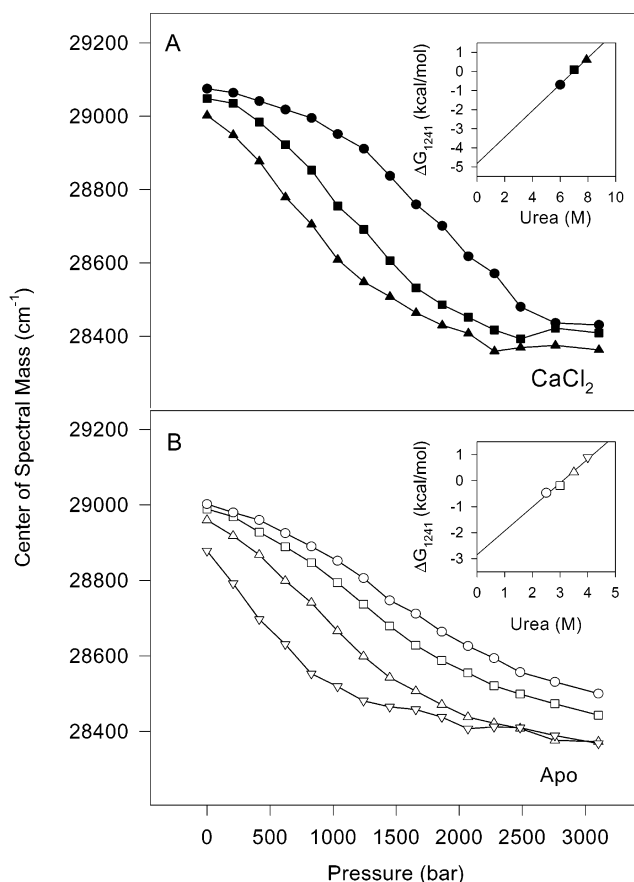 A
29200
29000
28800
28600
28400
CaCl₂
ΔG₁₂₄₁ (kcal/mol)
1
0
-1
-2
-3
-4
-5
0 2 4 6 8 10
Urea (M)
Center of Spectral Mass (cm⁻¹)
B
29200
29000
28800
28600
28400
Apo
ΔG₁₂₄₁ (kcal/mol)
1
0
-1
-2
-3
0 1 2 3 4 5
Urea (M)
0 500 1000 1500 2000 2500 3000
Pressure (bar)